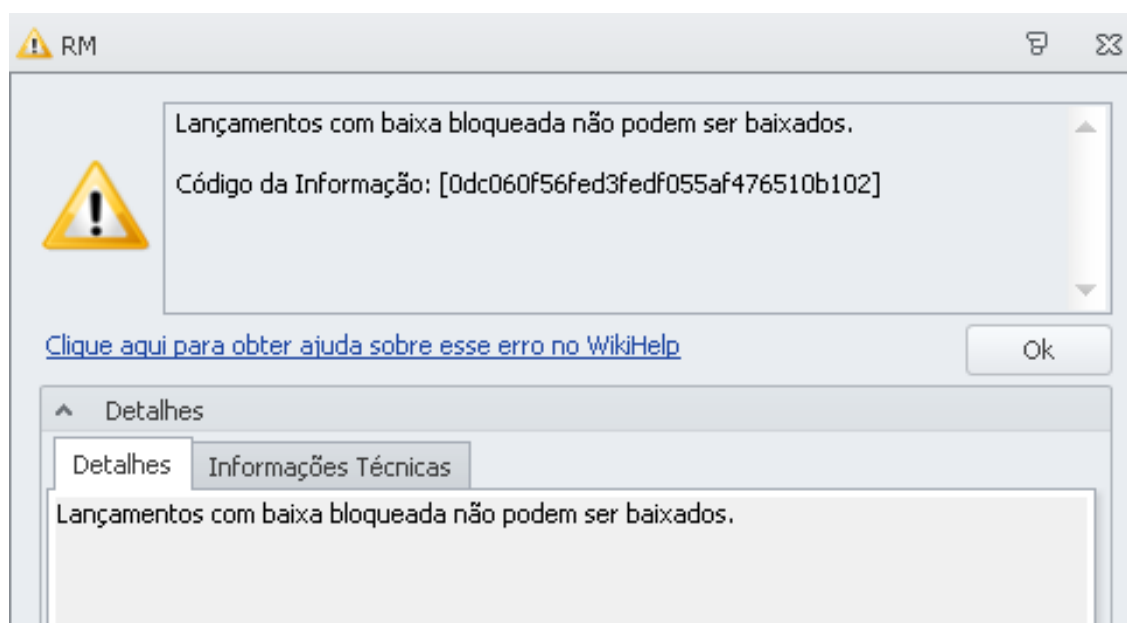 RM
Lançamentos com baixa bloqueada não podem ser baixados.
Código da Informação: [0dc060f56fed3fedf055af476510b102]
Clique aqui para obter ajuda sobre esse erro no WikiHelp
Ok
Detalhes
Detalhes
Informações Técnicas
Lançamentos com baixa bloqueada não podem ser baixados.